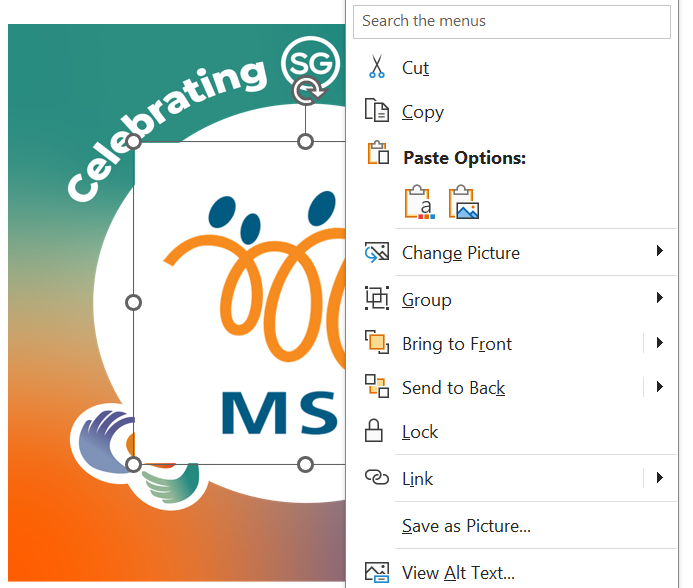 Celebrating SG
MS
Search the menus
Cut
Copy
Paste Options:
a
Change Picture
Group
Bring to Front
Send to Back
Lock
Link
Save as Picture...
View Alt Text...